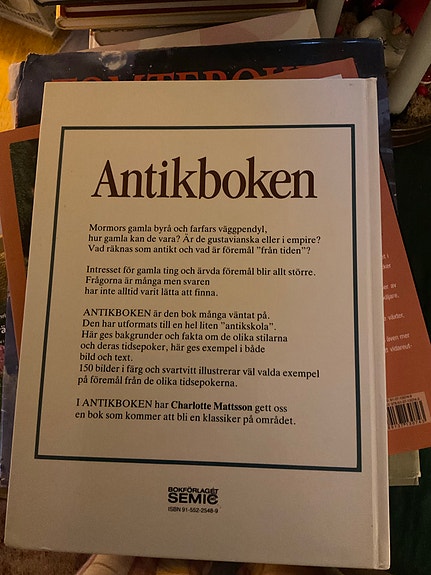 TOMTEBOK
Antikboken
Mormors gamla byrå och farfars väggpendyl,
hur gamla kan de vara? Är de gustavianska eller i empire?
Vad räknas som antikt och vad är föremål "från tiden"?
Intresset för gamla ting och ärvda föremål blir allt större.
Frågorna är många men svaren
har inte alltid varit lätta att finna.
ANTIKBOKEN är den bok många väntat på.
Den har utformats till en hel liten "antikskola".
Här ges bakgrunder och fakta om de olika stilarna
och deras tidsepoker, här ges exempel i både
bild och text.
150 bilder i färg och svartvitt illustrerar väl valda exempel
på föremål från de olika tidsepokerna.
I ANTIKBOKEN har Charlotte Mattsson gett oss
en bok som kommer att bli en klassiker på området.
BOKFÖRLAGET
SEMIC
ISBN 91-552-2548-9